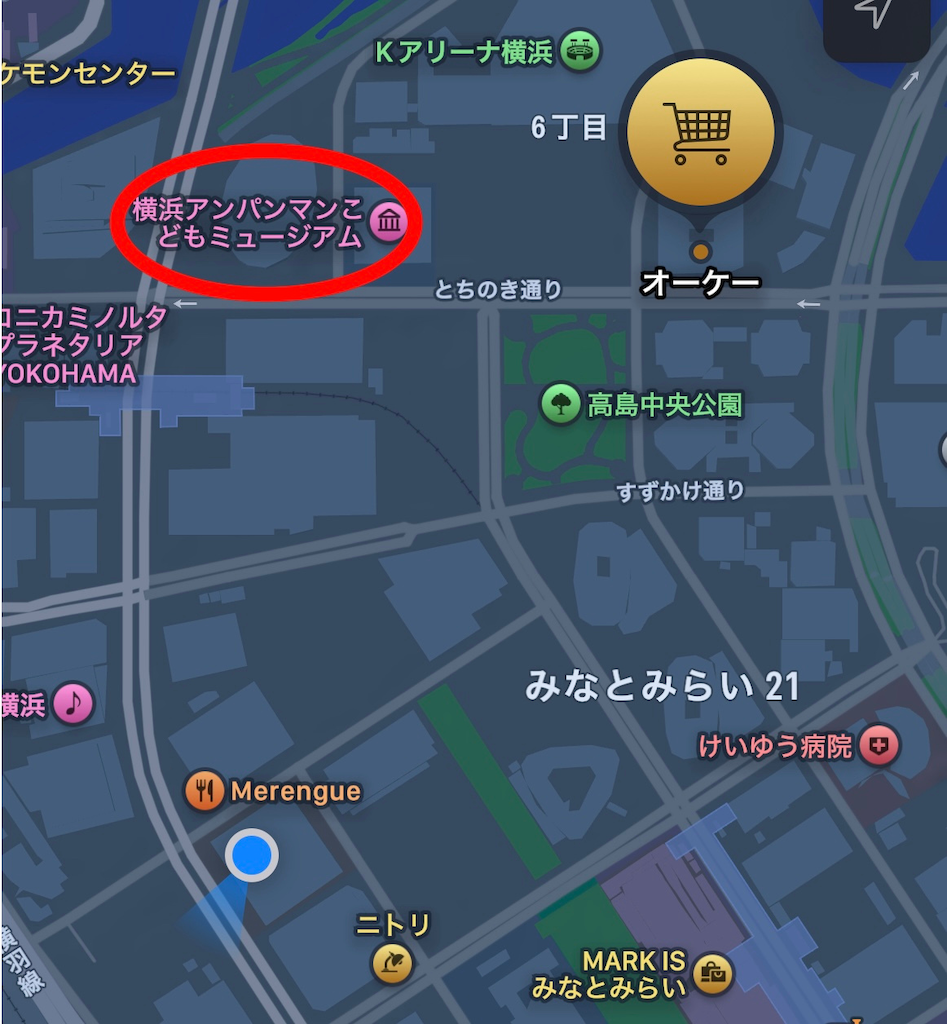 Kアリーナ横浜
ケモンセンター
6丁目
横浜アンパンマンこ
どもミュージアム
オーケー
とちのき通り
コニカミノルタ
プラネタリア
YOKOHAMA
高島中央公園
すずかけ通り
みなとみらい 21
横浜
けいゆう病院
Merengue
ニトリ
横羽線
MARK IS
みなとみらい